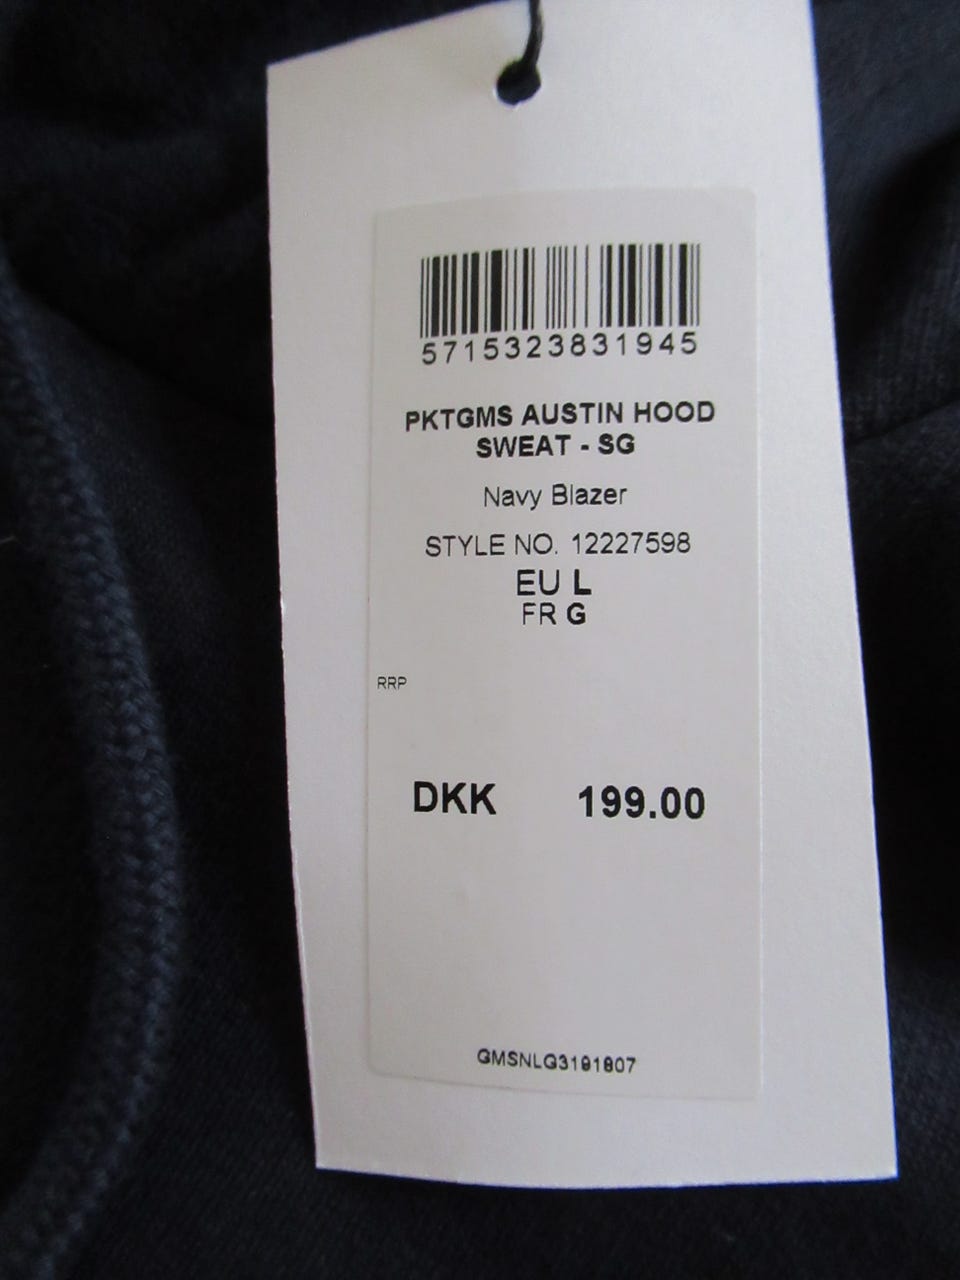 5715323831945
PKTGMS AUSTIN HOOD
SWEAT - SG
Navy Blazer
STYLE NO. 12227598
EU L
FR G
RRP
DKK 199.00
GMSNLG3191807